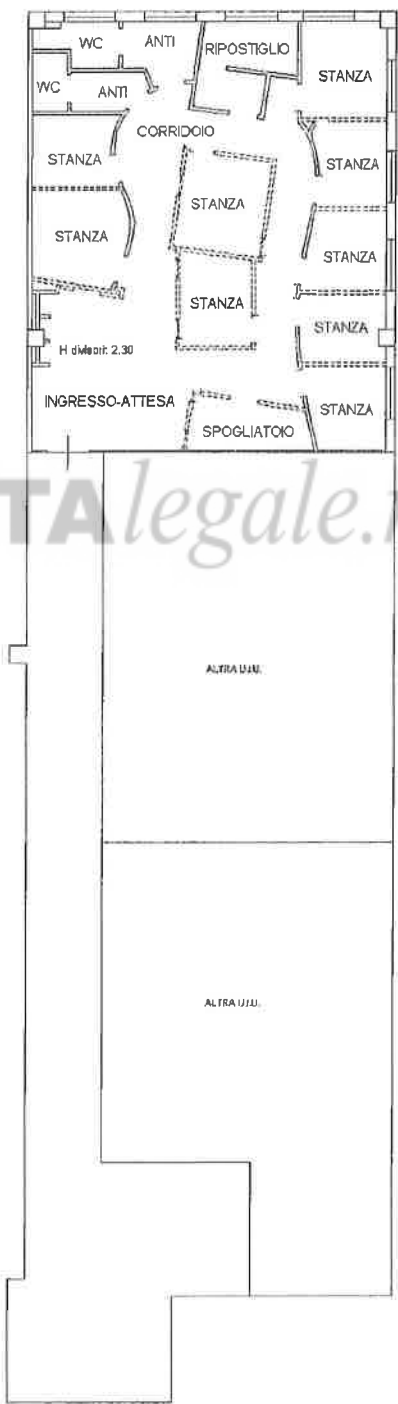 WC
ANTI
RIPOSTIGLIO
STANZA
WC
ANTI
CORRIDOIO
STANZA
STANZA
STANZA
STANZA
STANZA
STANZA
STANZA
H divisori: 2.30
INGRESSO-ATTESA
STANZA
SPOGLIATOIO
TAlegale.
ALTRA U.I.U.
ALTRA U.I.U.